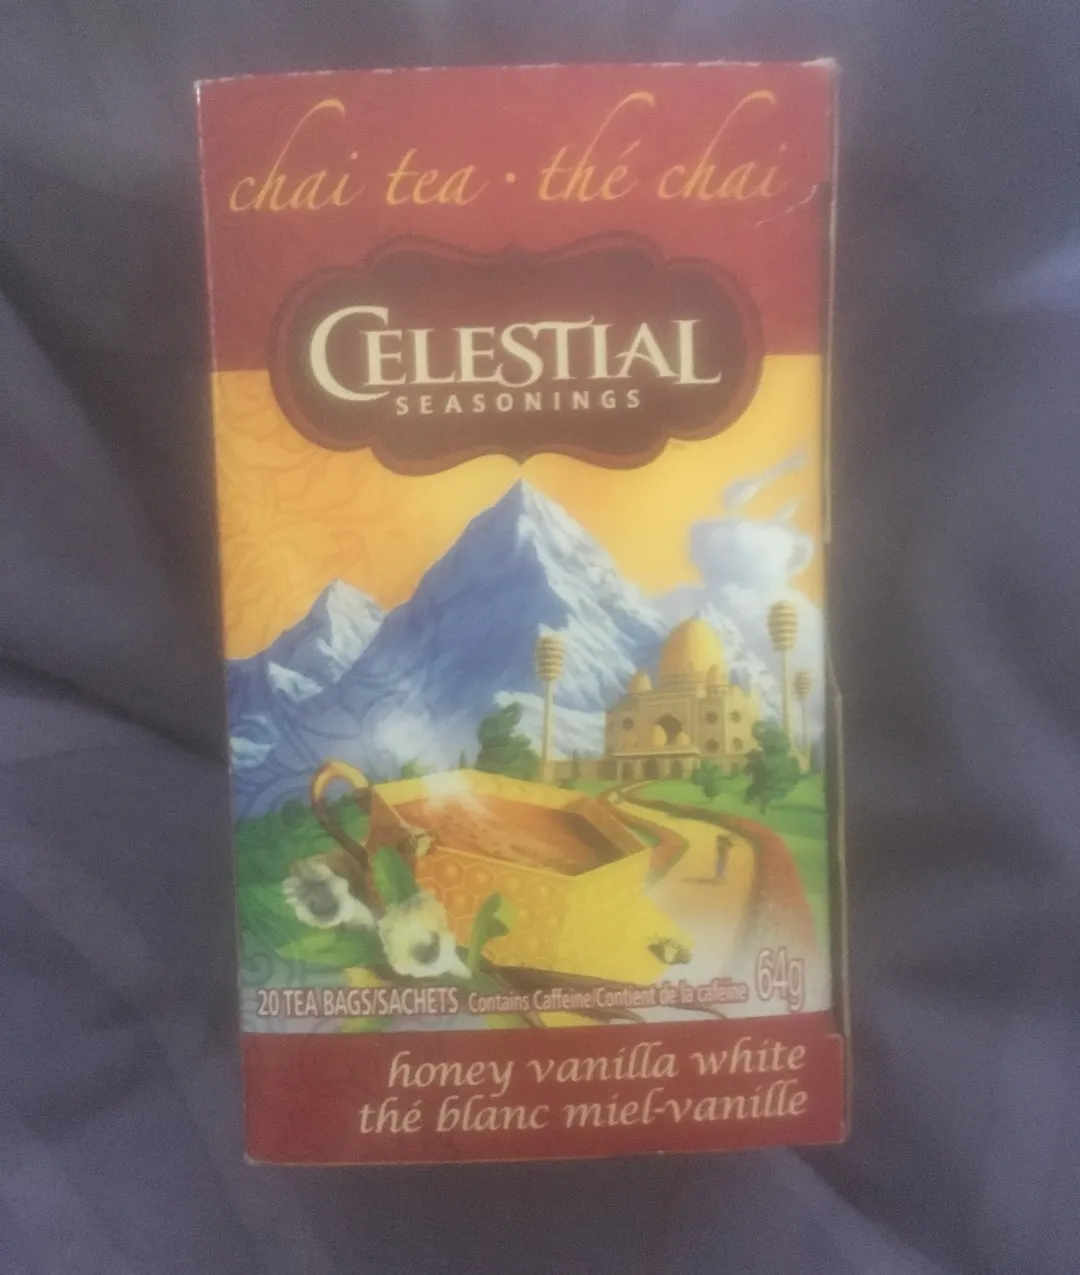 chai tea · thé chai
CELESTIAL
SEASONINGS
20 TEA BAGS/SACHETS Contains Caffeine/Contient de la caféine 64g
honey vanilla white
thé blanc miel-vanille